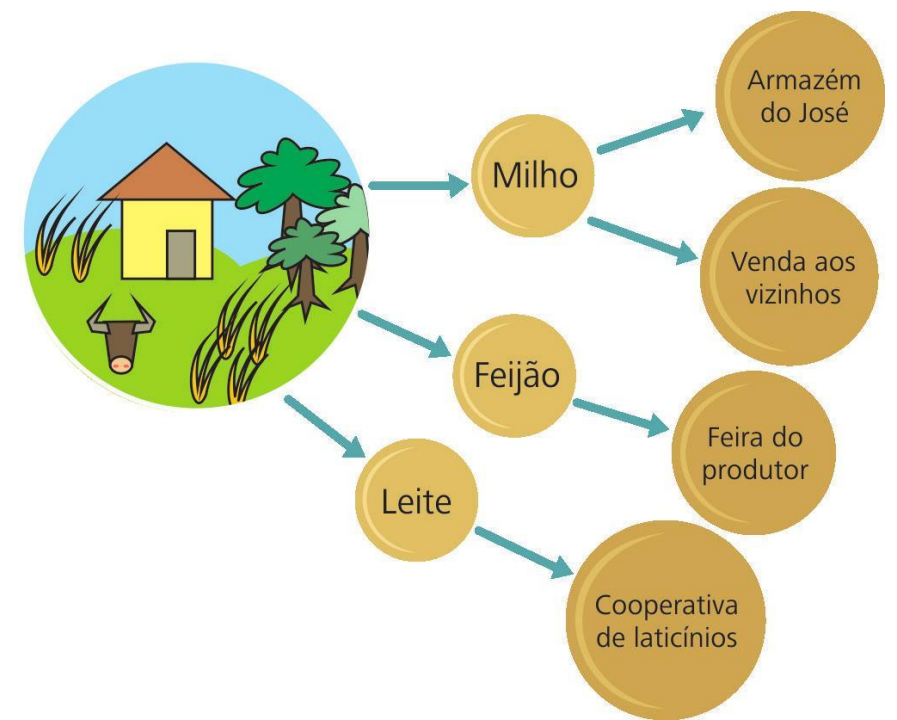 Armazém
do José
Milho
Venda aos
vizinhos
Feijão
Feira do
produtor
Leite
Cooperativa
de laticínios